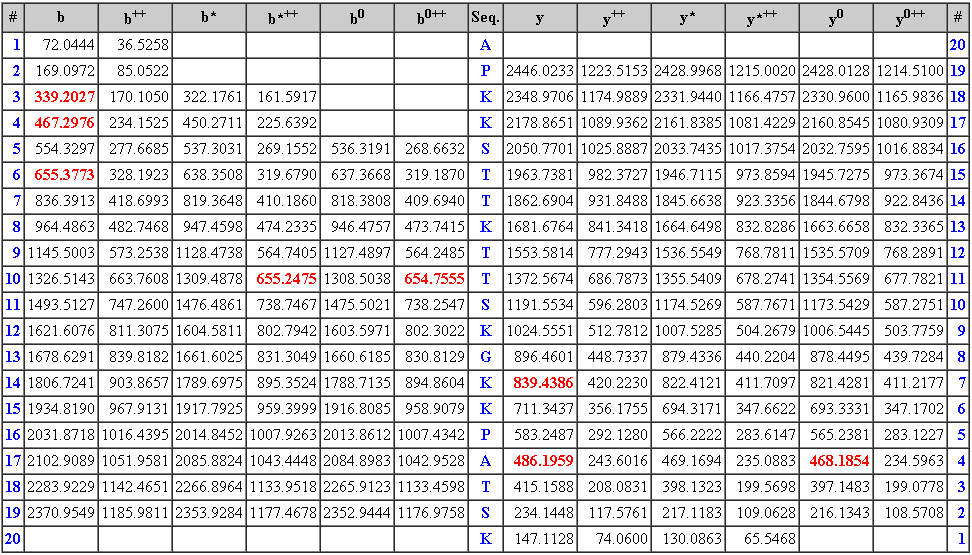 # b b++ b* b*++ b0 b0++ Seq. y y++ y* y*++ y0 y0++ #
1 72.0444 36.5258 A 20
2 169.0972 85.0522 P 2446.0233 1223.5153 2428.9968 1215.0020 2428.0128 1214.5100 19
3 339.2027 170.1050 322.1761 161.5917 K 2348.9706 1174.9889 2331.9440 1166.4757 2330.9600 1165.9836 18
4 467.2976 234.1525 450.2711 225.6392 K 2178.8651 1089.9362 2161.8385 1081.4229 2160.8545 1080.9309 17
5 554.3297 277.6685 537.3031 269.1552 536.3191 268.6632 S 2050.7701 1025.8887 2033.7435 1017.3754 2032.7595 1016.8834 16
6 655.3773 328.1923 638.3508 319.6790 637.3668 319.1870 T 1963.7381 982.3727 1946.7115 973.8594 1945.7275 973.3674 15
7 836.3913 418.6993 819.3648 410.1860 818.3808 409.6940 T 1862.6904 931.8488 1845.6638 923.3356 1844.6798 922.8436 14
8 964.4863 482.7468 947.4598 474.2335 946.4757 473.7415 K 1681.6764 841.3418 1664.6498 832.8286 1663.6658 832.3365 13
9 1145.5003 573.2538 1128.4738 564.7405 1127.4897 564.2485 T 1553.5814 777.2943 1536.5549 768.7811 1535.5709 768.2891 12
10 1326.5143 663.7608 1309.4878 655.2475 1308.5038 654.7555 T 1372.5674 686.7873 1355.5409 678.2741 1354.5569 677.7821 11
11 1493.5127 747.2600 1476.4861 738.7467 1475.5021 738.2547 S 1191.5534 596.2803 1174.5269 587.7671 1173.5429 587.2751 10
12 1621.6076 811.3075 1604.5811 802.7942 1603.5971 802.3022 K 1024.5551 512.7812 1007.5285 504.2679 1006.5445 503.7759 9
13 1678.6291 839.8182 1661.6025 831.3049 1660.6185 830.8129 G 896.4601 448.7337 879.4336 440.2204 878.4495 439.7284 8
14 1806.7241 903.8657 1789.6975 895.3524 1788.7135 894.8604 K 839.4386 420.2230 822.4121 411.7097 821.4281 411.2177 7
15 1934.8190 967.9131 1917.7925 959.3999 1916.8085 958.9079 K 711.3437 356.1755 694.3171 347.6622 693.3331 347.1702 6
16 2031.8718 1016.4395 2014.8452 1007.9263 2013.8612 1007.4342 P 583.2487 292.1280 566.2222 283.6147 565.2381 283.1227 5
17 2102.9089 1051.9581 2085.8824 1043.4448 2084.8983 1042.9528 A 486.1959 243.6016 469.1694 235.0883 468.1854 234.5963 4
18 2283.9229 1142.4651 2266.8964 1133.9518 2265.9123 1133.4598 T 415.1588 208.0831 398.1323 199.5698 397.1483 199.0778 3
19 2370.9549 1185.9811 2353.9284 1177.4678 2352.9444 1176.9758 S 234.1448 117.5761 217.1183 109.0628 216.1343 108.5708 2
20 K 147.1128 74.0600 130.0863 65.5468 1